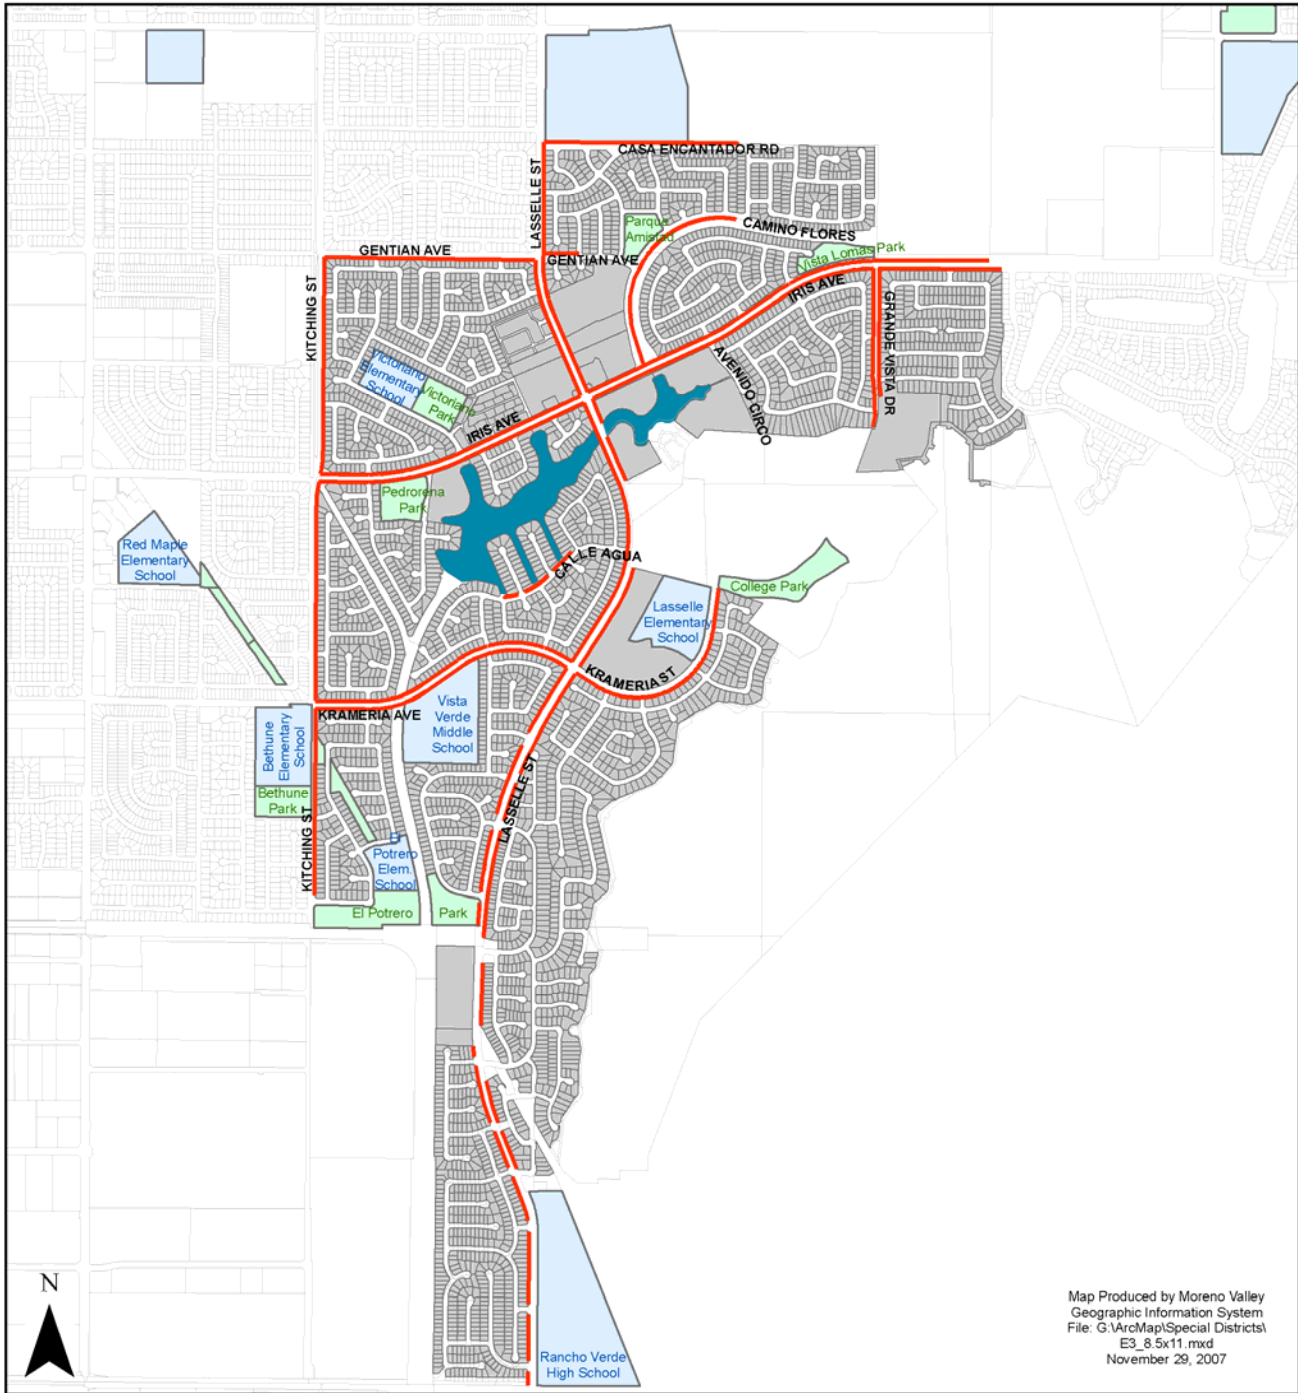 CASA ENCANTADOR RD
LASSELLE ST
Parque
Amistad
CAMINO FLORES
GENTIAN AVE
GENTIAN AVE
Vista Lomas Park
KITCHING ST
IRIS AVE
GRANDE VISTA DR
Victoriano
Elementary
School
Victoriano
Park
AVENIDO CIRCO
IRIS AVE
Pedrorena
Park
Red Maple
Elementary
School
CALLE AGUA
College Park
Lasselle
Elementary
School
KRAMERIA ST
Vista
Verde
Middle
School
KRAMERIA AVE
Bethune
Elementary
School
Bethune
Park
LASSELLE ST
KITCHING ST
El
Potrero
Elem.
School
El Potrero
Park
N
Rancho Verde
High School
Map Produced by Moreno Valley
Geographic Information System
File: G:\ArcMap\Special Districts\
E3_8.5x11.mxd
November 29, 2007